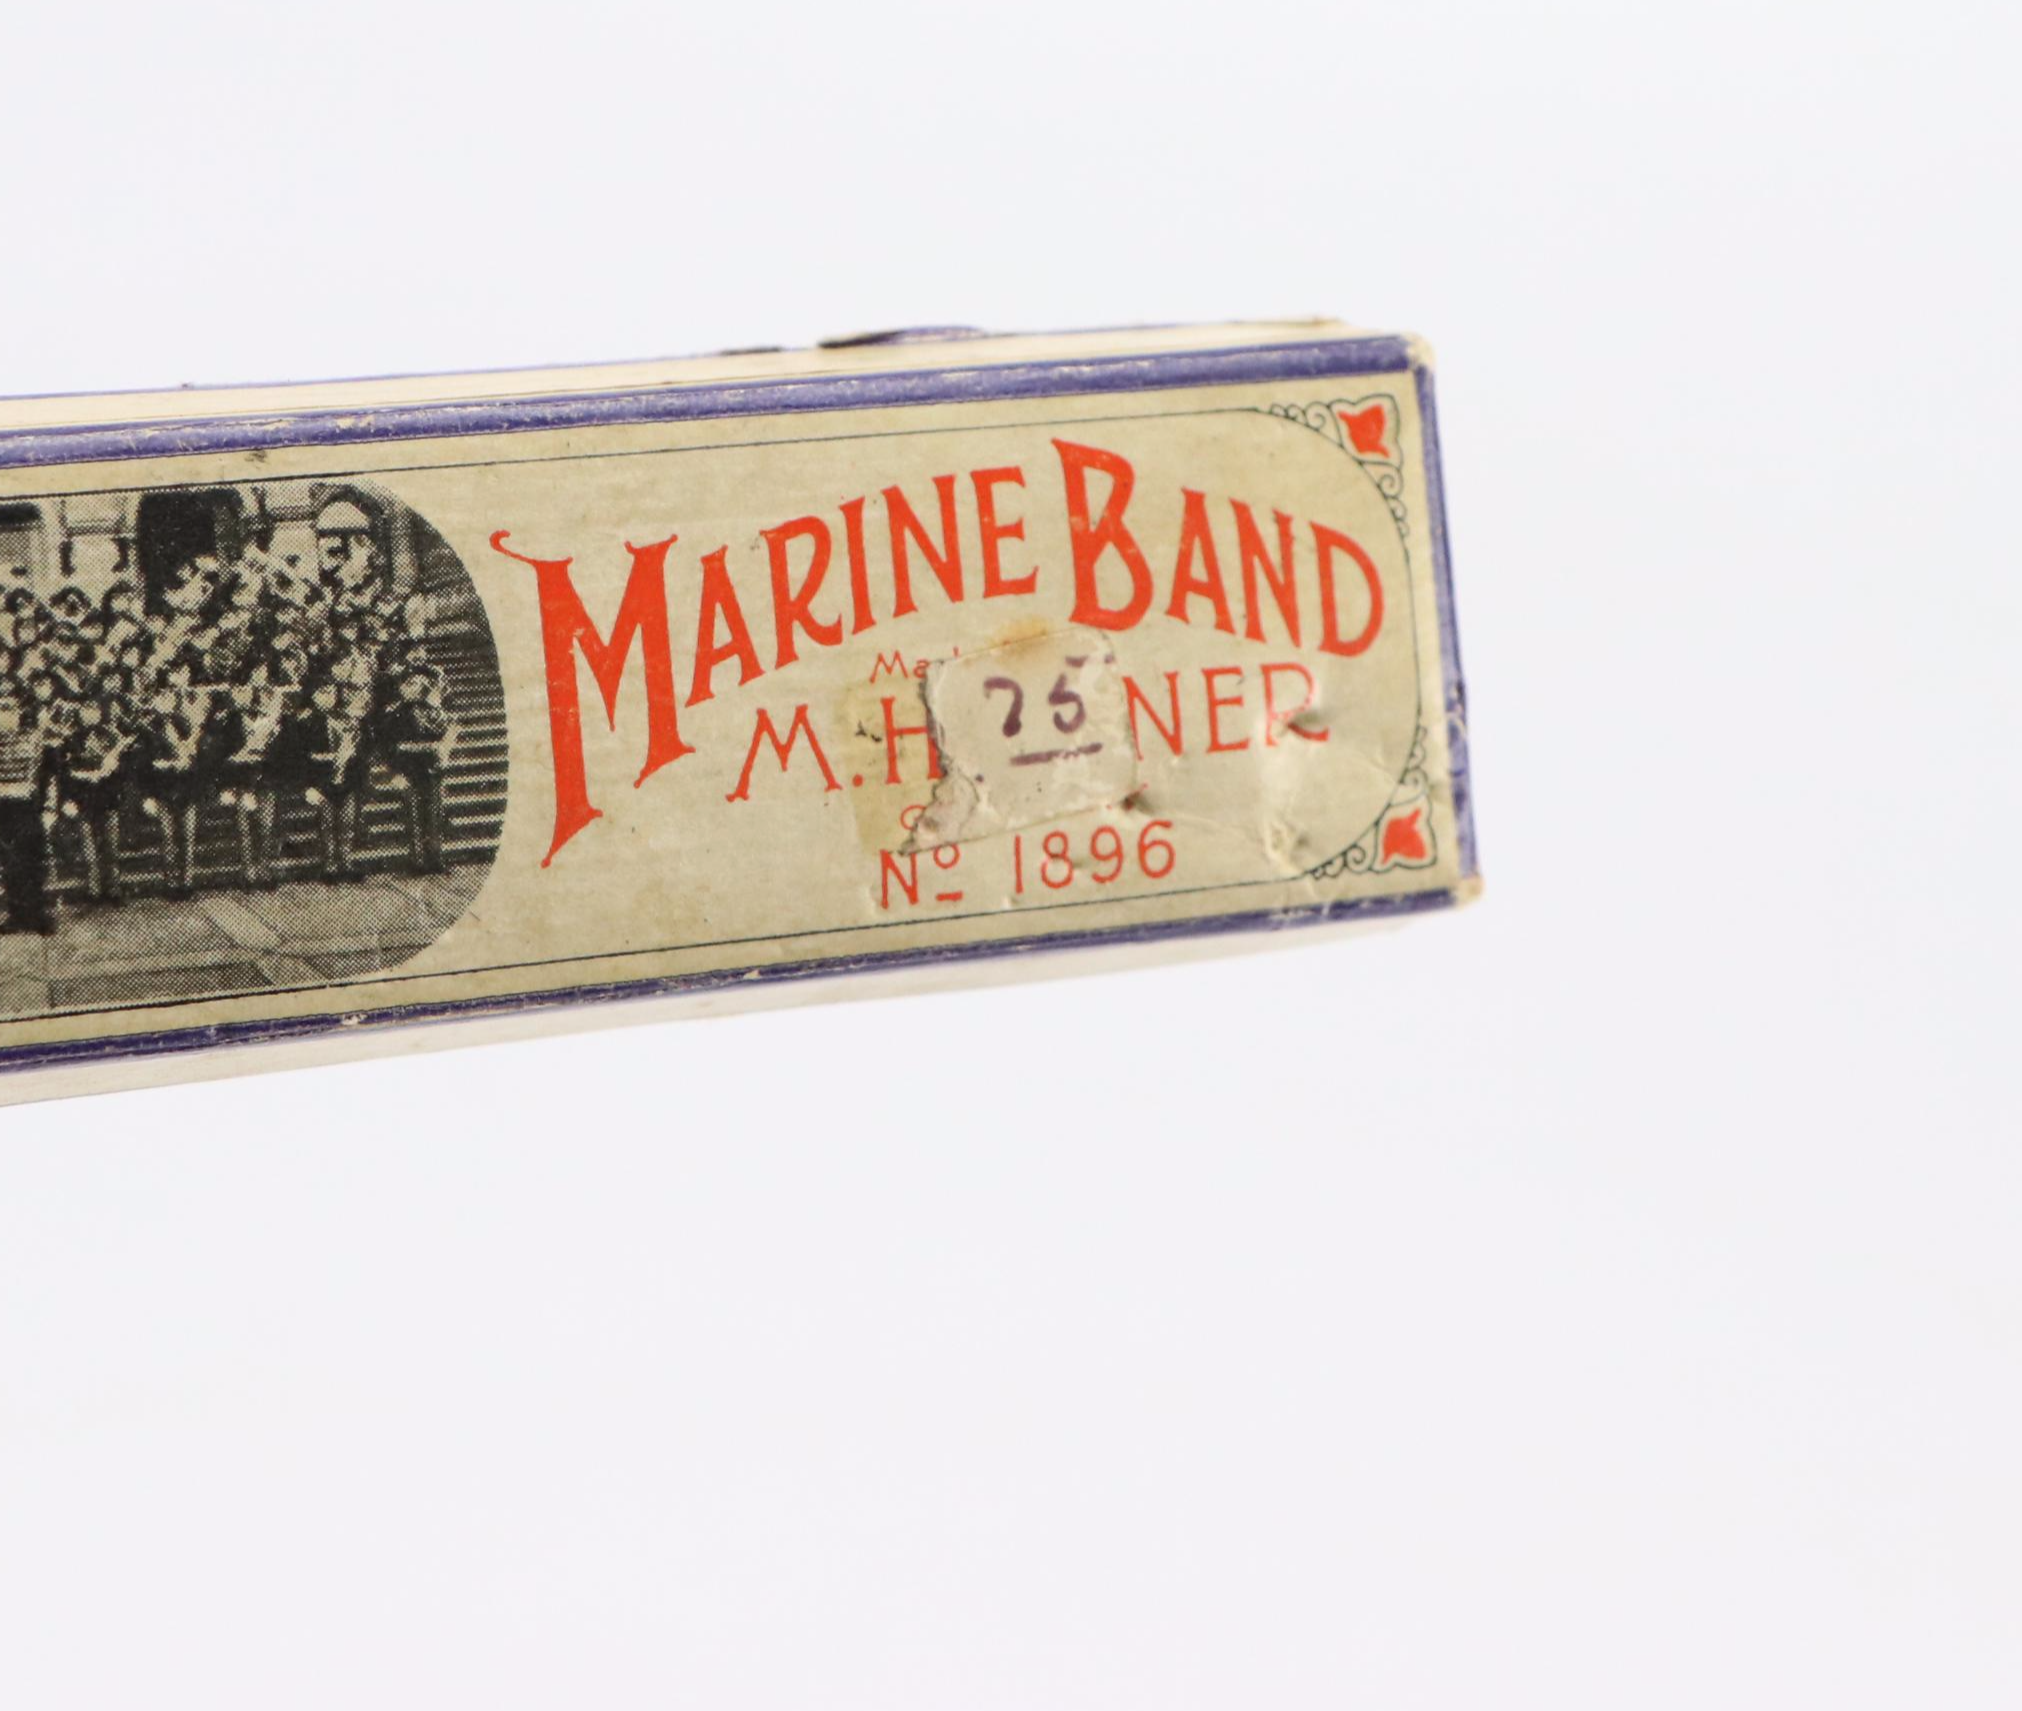 MARINE BAND
M. H NER
75
Nº 1896